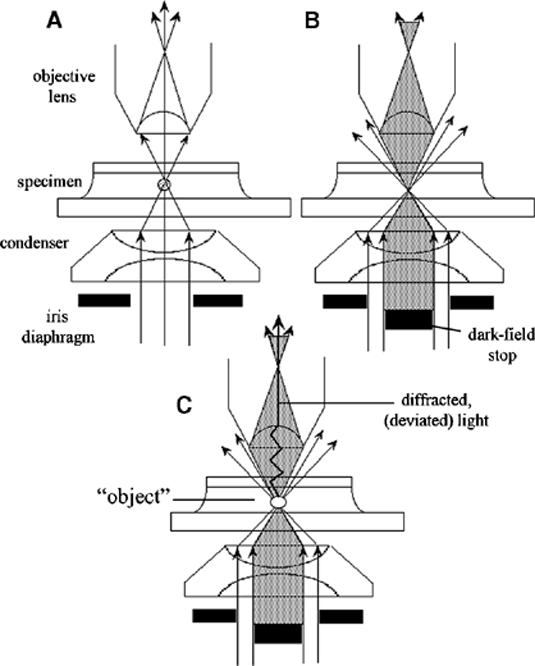 A
B
objective
lens
specimen
condenser
iris
diaphragm
dark-field
stop
C
diffracted,
(deviated) light
“object”